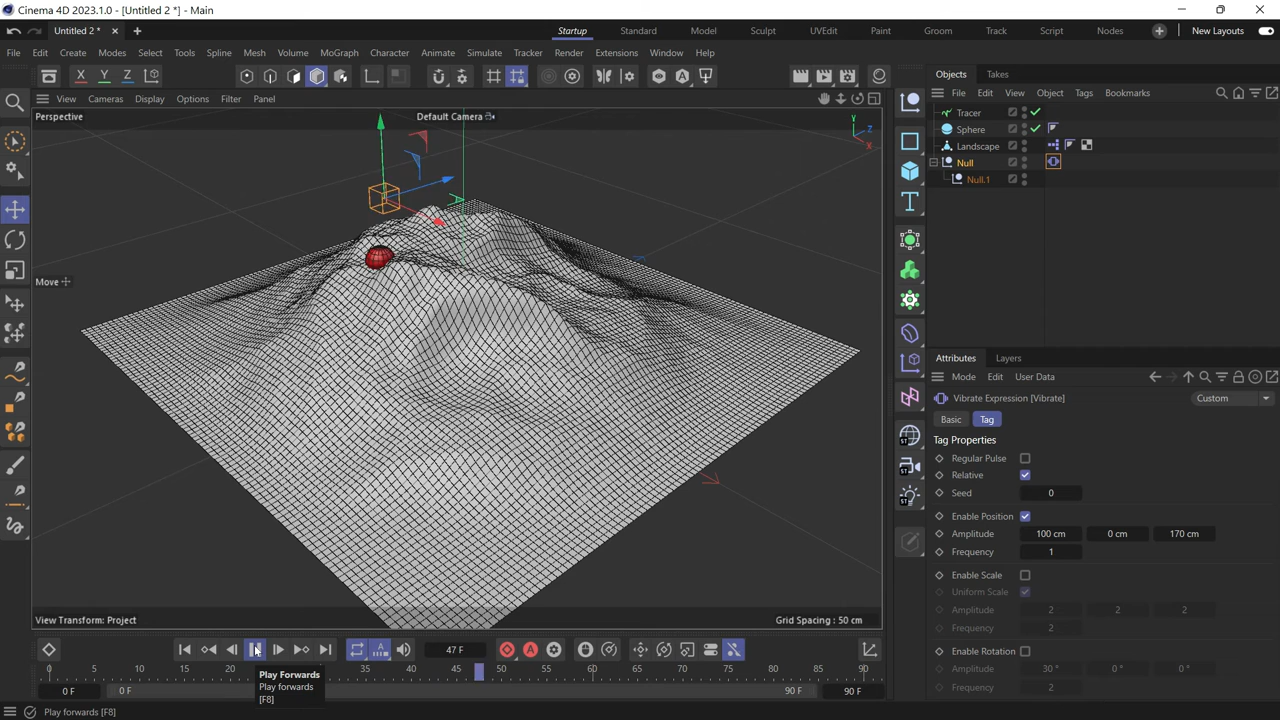 Cinema 4D 2023.1.0 - [Untitled 2 *] - Main
Untitled 2 *
Startup Standard Model Sculpt UVEdit Paint Groom Track Script Nodes New Layouts
File Edit Create Modes Select Tools Spline Mesh Volume MoGraph Character Animate Simulate Tracker Render Extensions Window Help
X Y Z
Objects Takes
View Cameras Display Options Filter Panel
File Edit View Object Tags Bookmarks
Perspective
Default Camera
Y
Z
X
Tracer
Sphere
Landscape
Null
Null.1
Move
Attributes Layers
Mode Edit User Data
Vibrate Expression [Vibrate]
Custom
Basic Tag
Tag Properties
Regular Pulse
Relative
Seed 0
Enable Position
Amplitude 100 cm 0 cm 170 cm
Frequency 1
Enable Scale
Uniform Scale
Amplitude 2 2 2
Frequency 2
Enable Rotation
Amplitude 30 ° 0 ° 0 °
Frequency 2
View Transform: Project
Grid Spacing : 50 cm
47 F
0 5 10 15 20 35 40 45 50 55 60 65 70 75 80 85 90
Play Forwards
Play forwards
[F8]
0 F 0 F 90 F 90 F
Play forwards [F8]